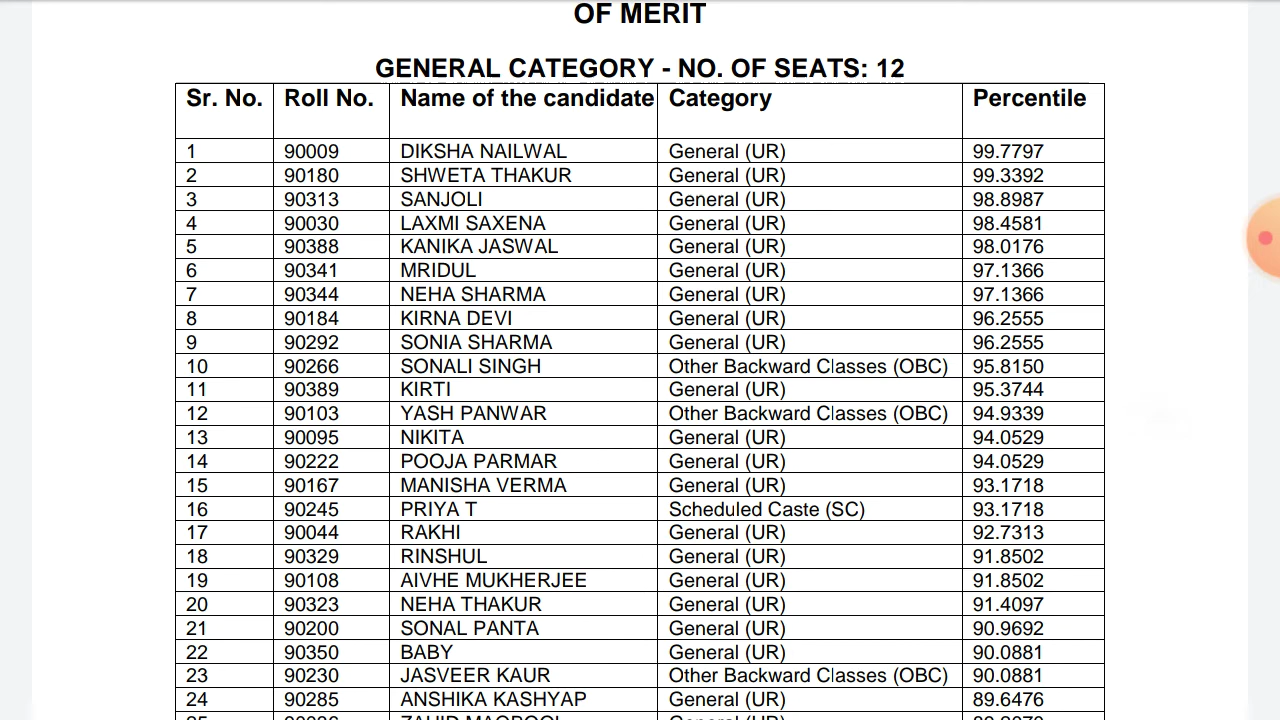 OF MERIT
GENERAL CATEGORY - NO. OF SEATS: 12
Sr. No. Roll No. Name of the candidate Category Percentile
1 90009 DIKSHA NAILWAL General (UR) 99.7797
2 90180 SHWETA THAKUR General (UR) 99.3392
3 90313 SANJOLI General (UR) 98.8987
4 90030 LAXMI SAXENA General (UR) 98.4581
5 90388 KANIKA JASWAL General (UR) 98.0176
6 90341 MRIDUL General (UR) 97.1366
7 90344 NEHA SHARMA General (UR) 97.1366
8 90184 KIRNA DEVI General (UR) 96.2555
9 90292 SONIA SHARMA General (UR) 96.2555
10 90266 SONALI SINGH Other Backward Classes (OBC) 95.8150
11 90389 KIRTI General (UR) 95.3744
12 90103 YASH PANWAR Other Backward Classes (OBC) 94.9339
13 90095 NIKITA General (UR) 94.0529
14 90222 POOJA PARMAR General (UR) 94.0529
15 90167 MANISHA VERMA General (UR) 93.1718
16 90245 PRIYA T Scheduled Caste (SC) 93.1718
17 90044 RAKHI General (UR) 92.7313
18 90329 RINSHUL General (UR) 91.8502
19 90108 AIVHE MUKHERJEE General (UR) 91.8502
20 90323 NEHA THAKUR General (UR) 91.4097
21 90200 SONAL PANTA General (UR) 90.9692
22 90350 BABY General (UR) 90.0881
23 90230 JASVEER KAUR Other Backward Classes (OBC) 90.0881
24 90285 ANSHIKA KASHYAP General (UR) 89.6476